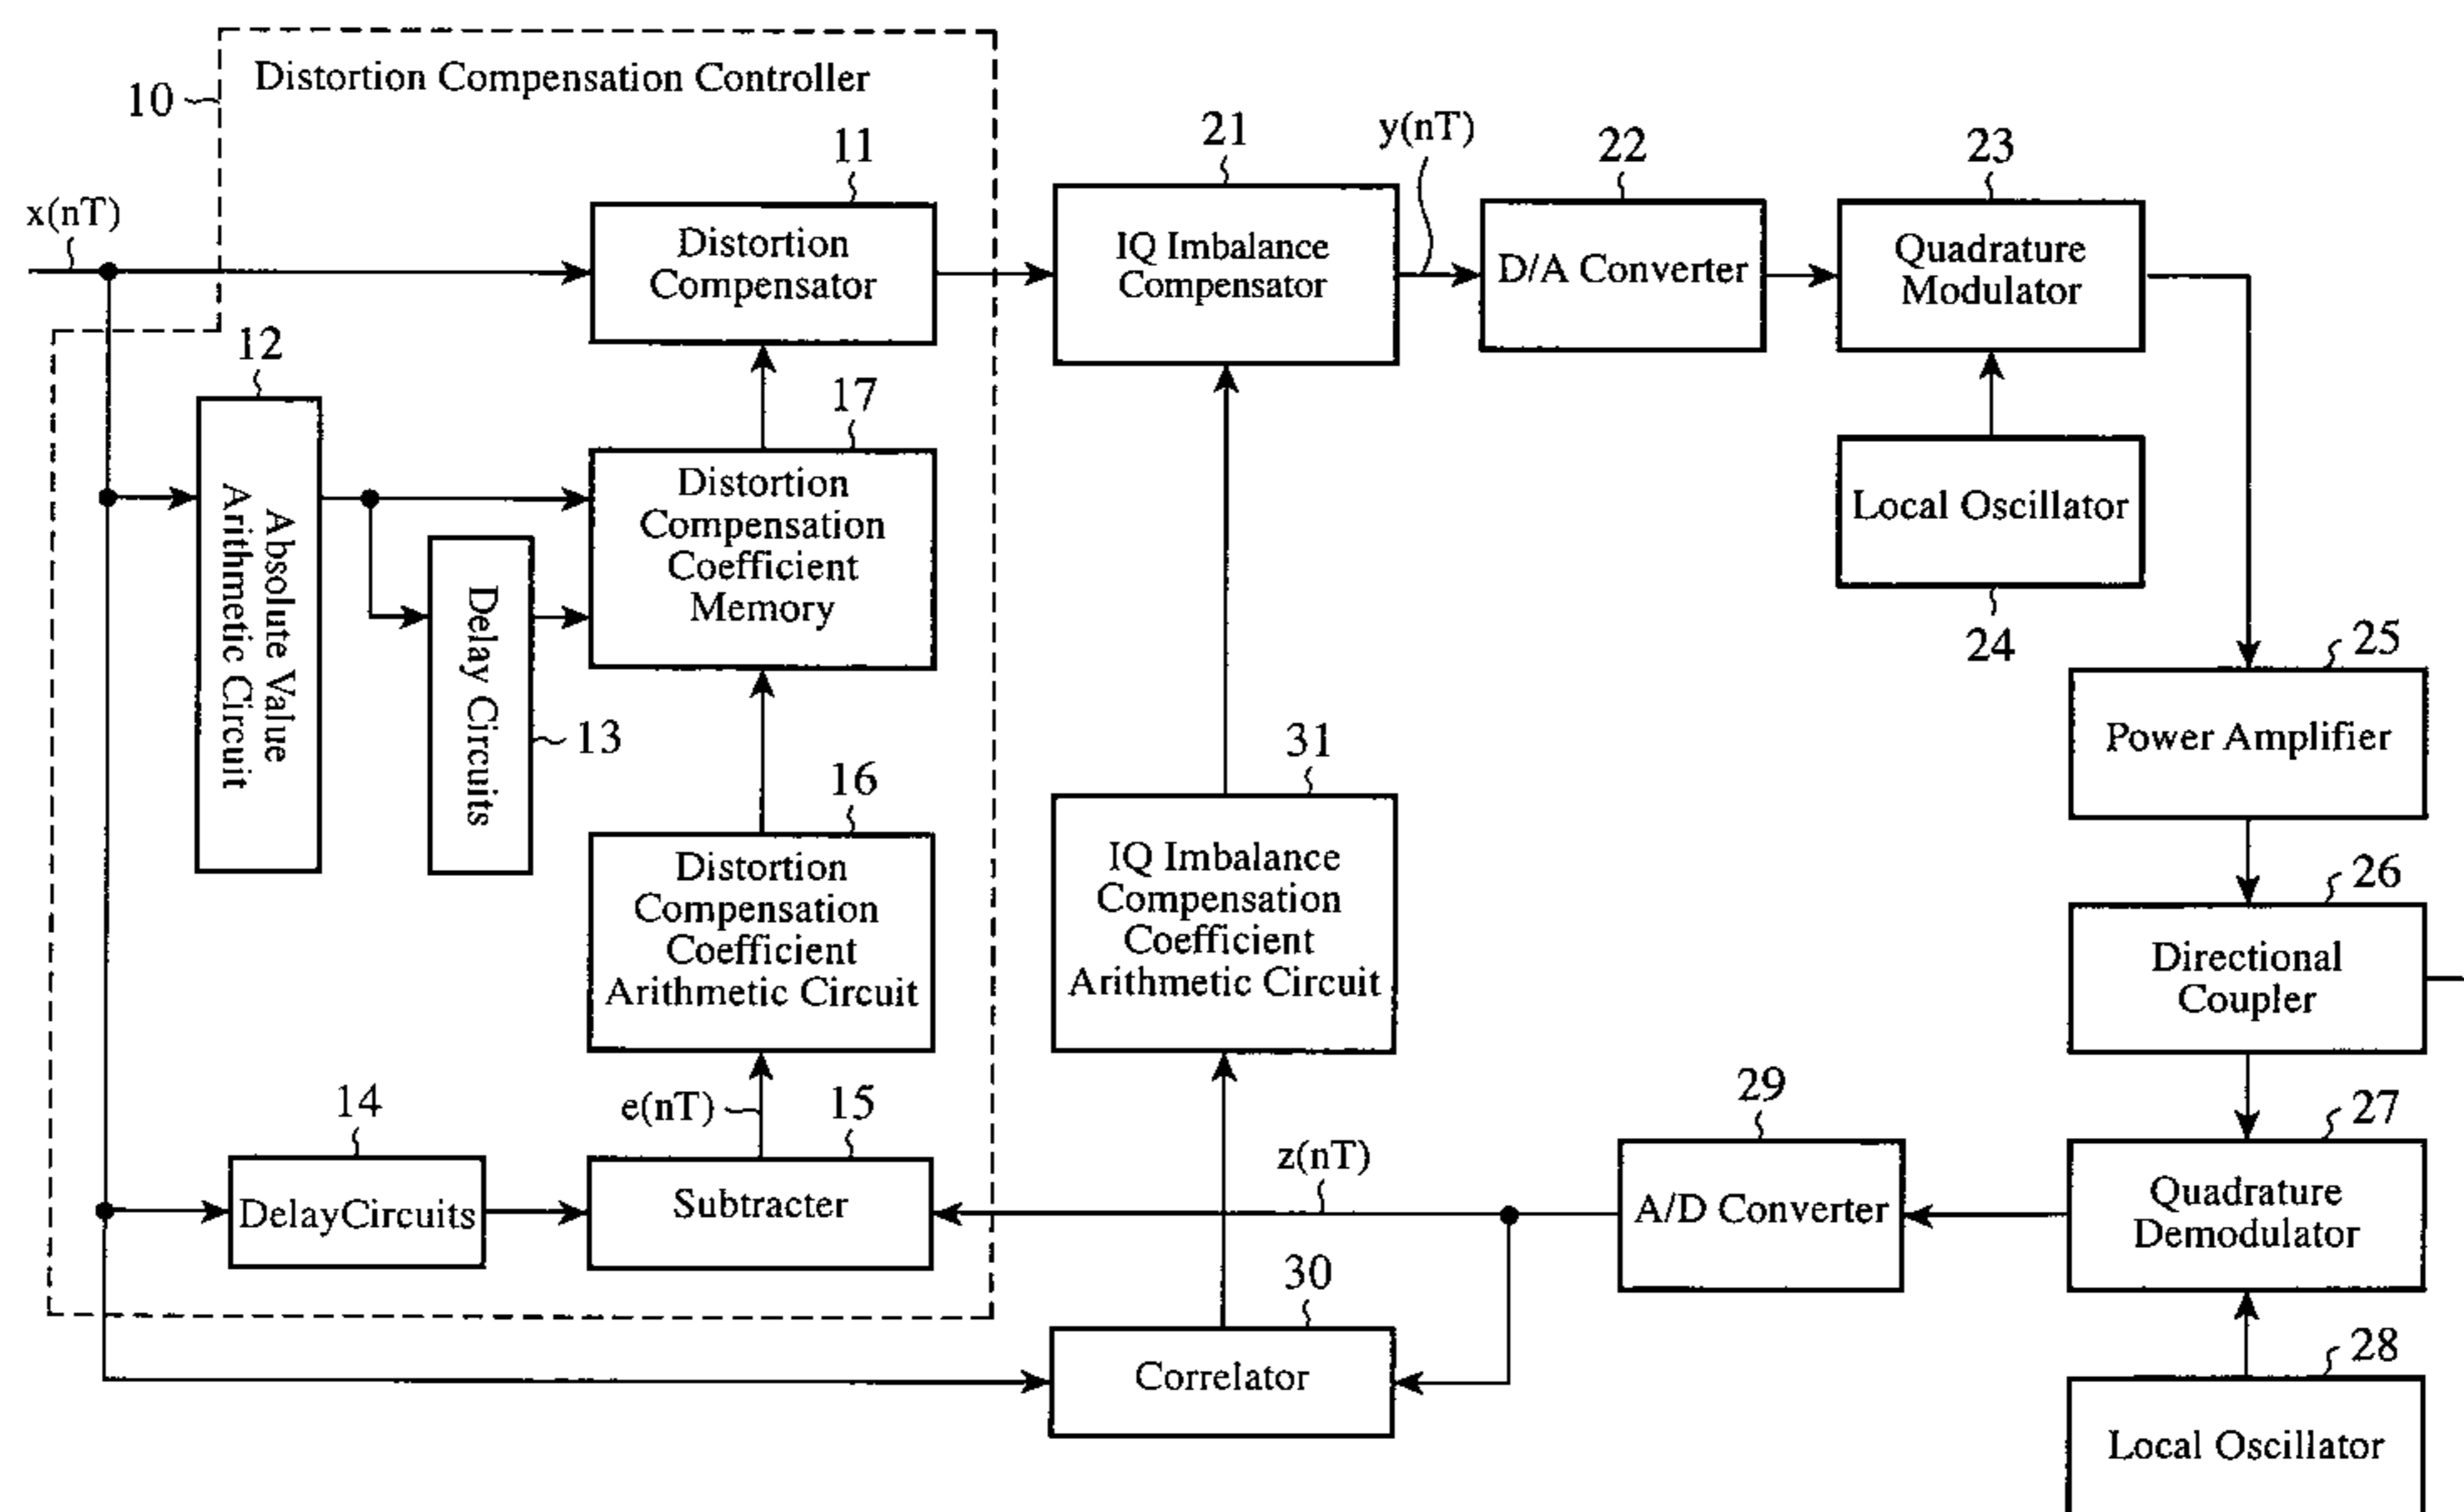 Distortion Compensation Controller
10
11
21
y(nT)
22
23
x(nT)
Distortion
Compensator
IQ Imbalance
Compensator
D/A Converter
Quadrature
Modulator
12
17
Absolute Value
Arithmetic Circuit
Distortion
Compensation
Coefficient
Memory
Local Oscillator
24
Delay Circuits
13
25
Power Amplifier
16
31
Distortion
Compensation
Coefficient
Arithmetic Circuit
IQ Imbalance
Compensation
Coefficient
Arithmetic Circuit
26
Directional
Coupler
14
e(nT)
15
z(nT)
29
27
DelayCircuits
Subtracter
A/D Converter
Quadrature
Demodulator
30
Correlator
28
Local Oscillator